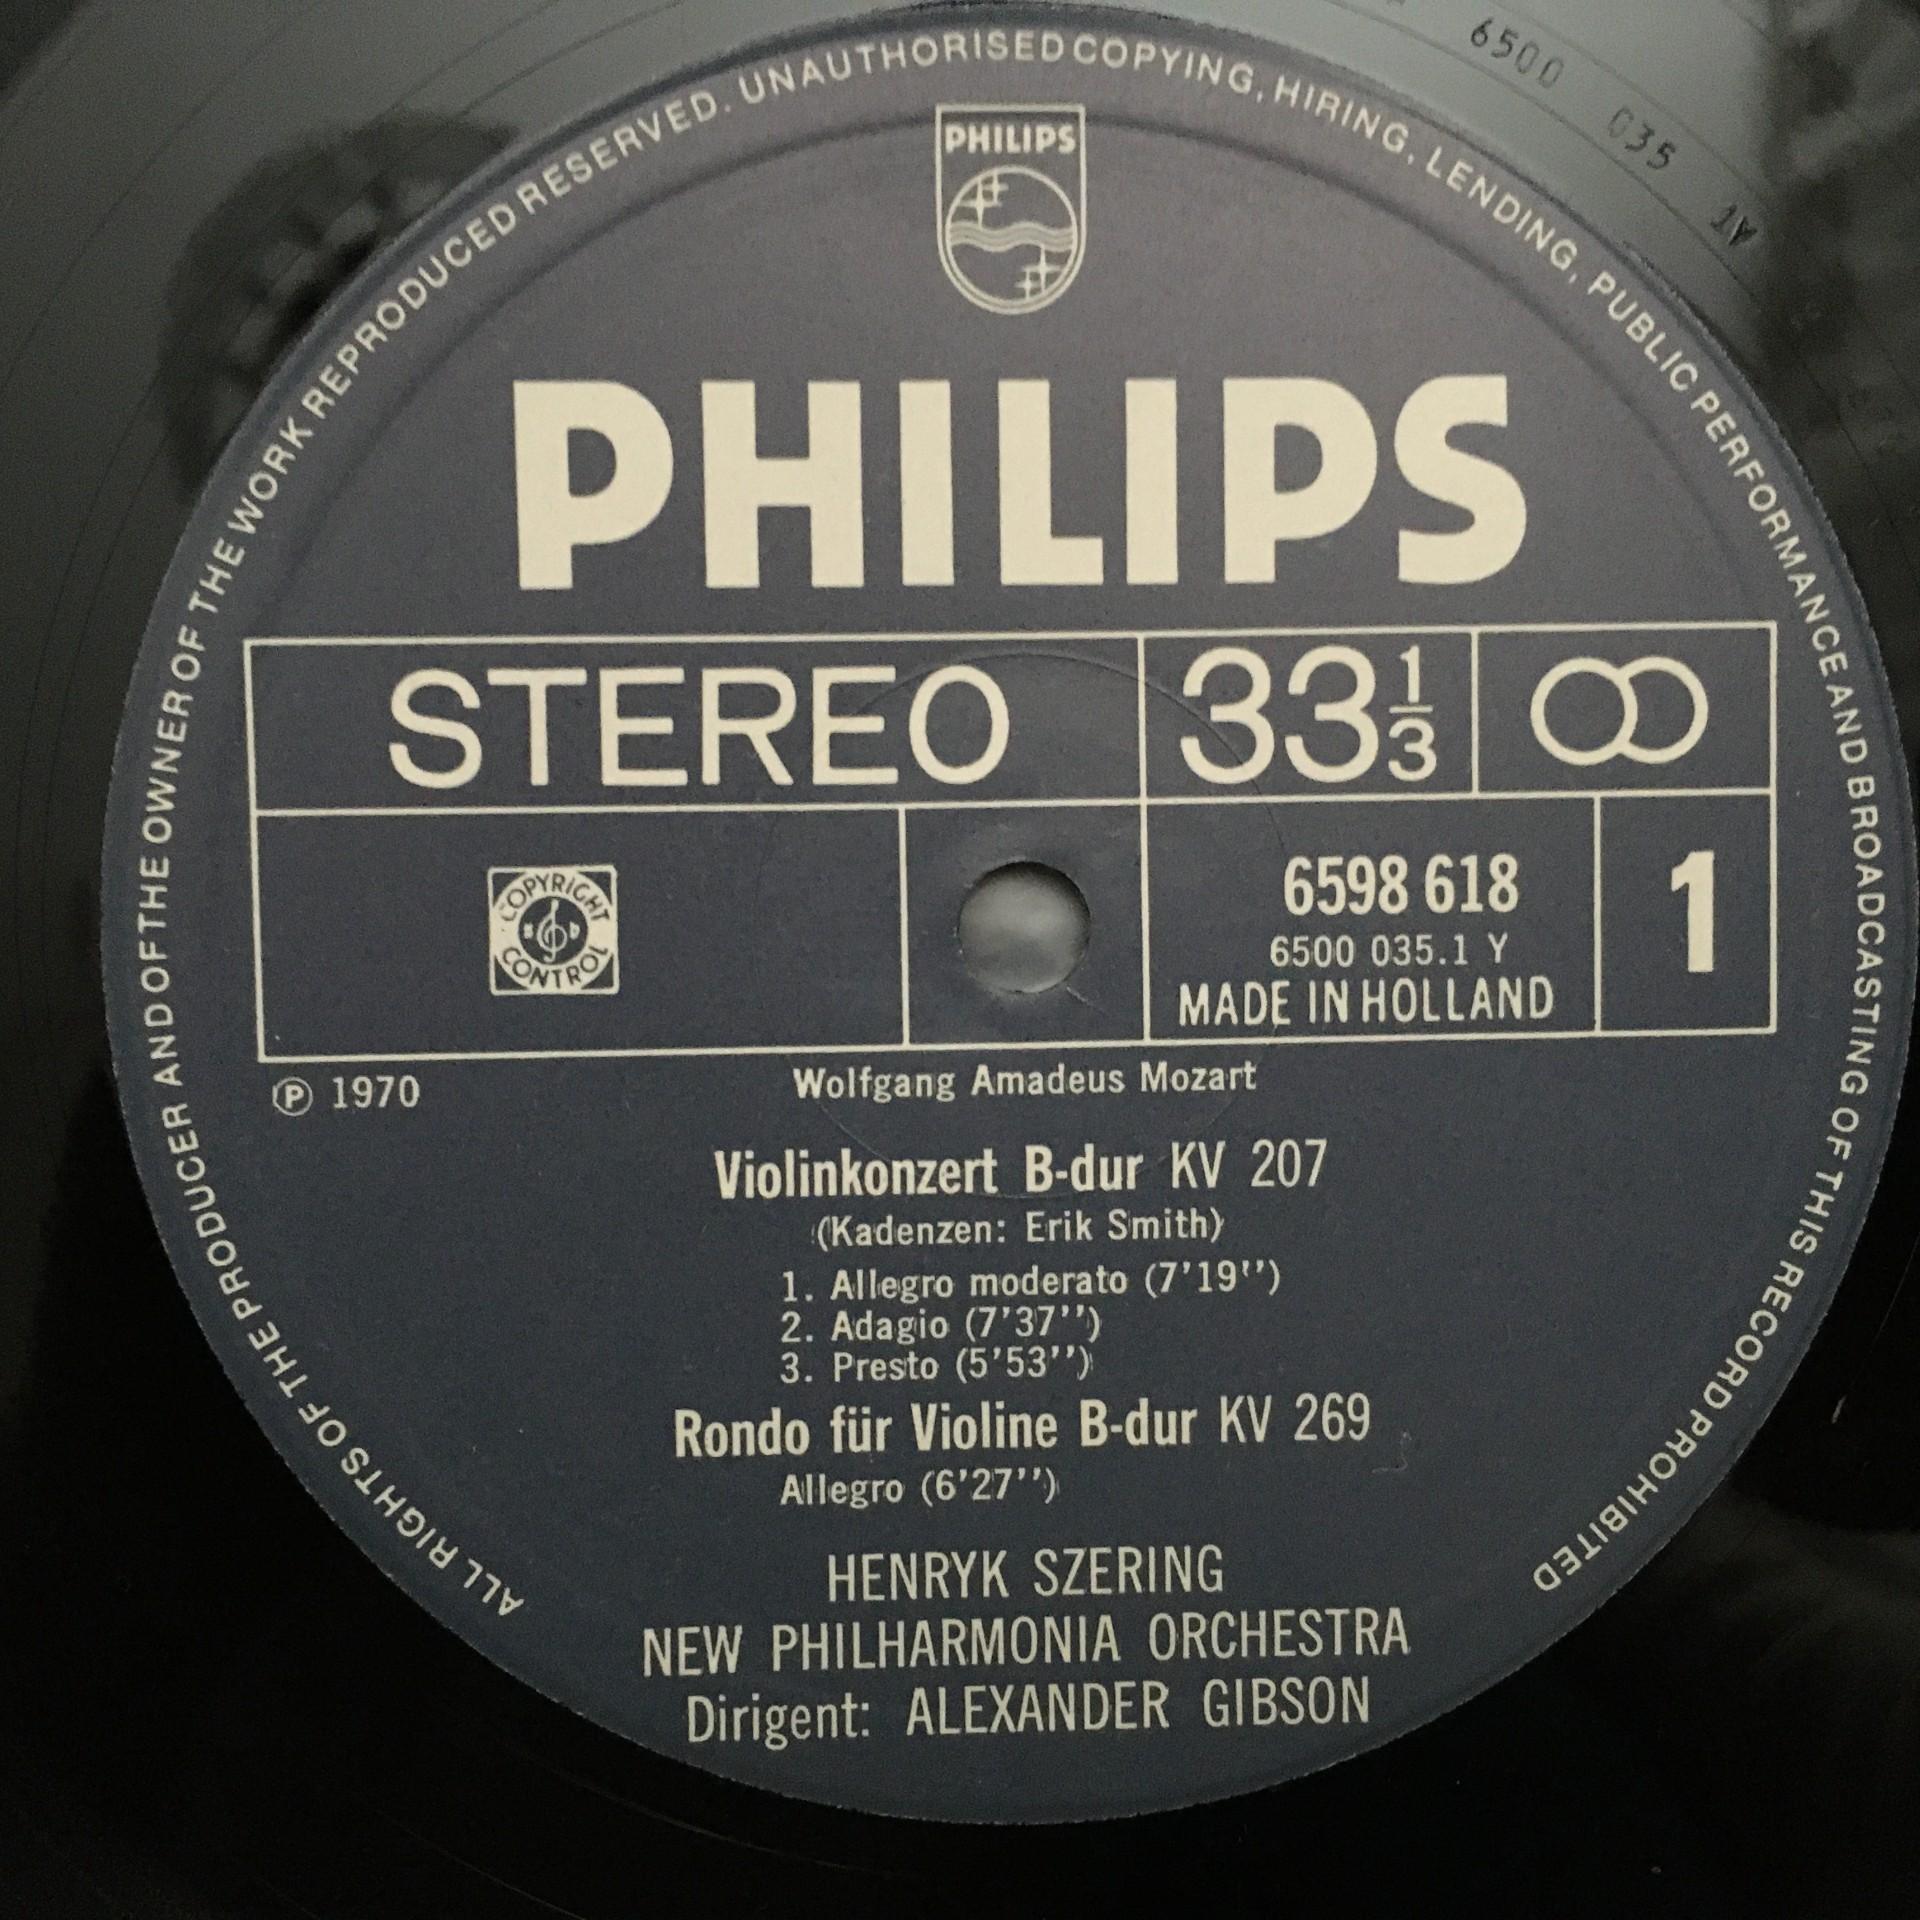 6500 035 1Y
ALL RIGHTS OF THE PRODUCER AND OF THE OWNER OF THE WORK REPRODUCED RESERVED. UNAUTHORISED COPYING, HIRING, LENDING, PUBLIC PERFORMANCE AND BROADCASTING OF THIS RECORD PROHIBITED
PHILIPS
PHILIPS
STEREO 33 1/3
COPYRIGHT CONTROL
6598 618
6500 035.1 Y
MADE IN HOLLAND
1
℗ 1970
Wolfgang Amadeus Mozart
Violinkonzert B-dur KV 207
(Kadenzen: Erik Smith)
1. Allegro moderato (7'19'')
2. Adagio (7'37'')
3. Presto (5'53'')
Rondo für Violine B-dur KV 269
Allegro (6'27'')
HENRYK SZERING
NEW PHILHARMONIA ORCHESTRA
Dirigent: ALEXANDER GIBSON